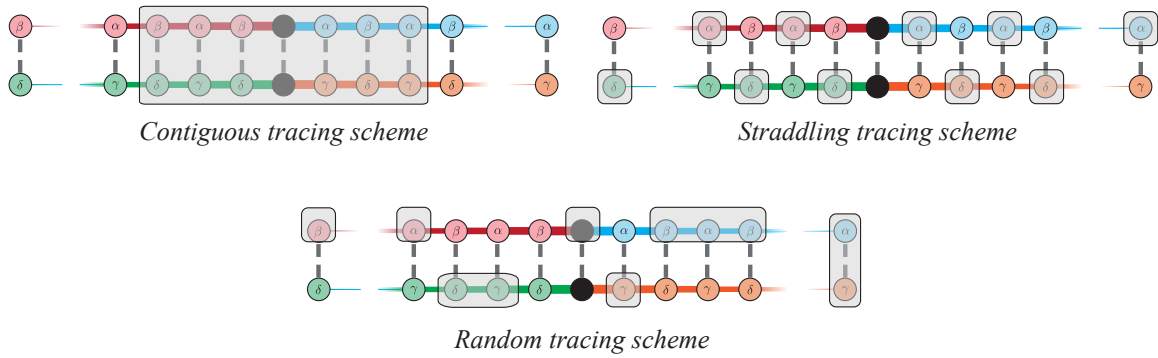 β α β α β α β α β α
δ γ δ γ δ γ δ γ δ γ
Contiguous tracing scheme
β α β α β α β α β α
δ γ δ γ δ γ δ γ δ γ
Straddling tracing scheme
β α β α β α β α β α
δ γ δ γ δ γ δ γ δ γ
Random tracing scheme